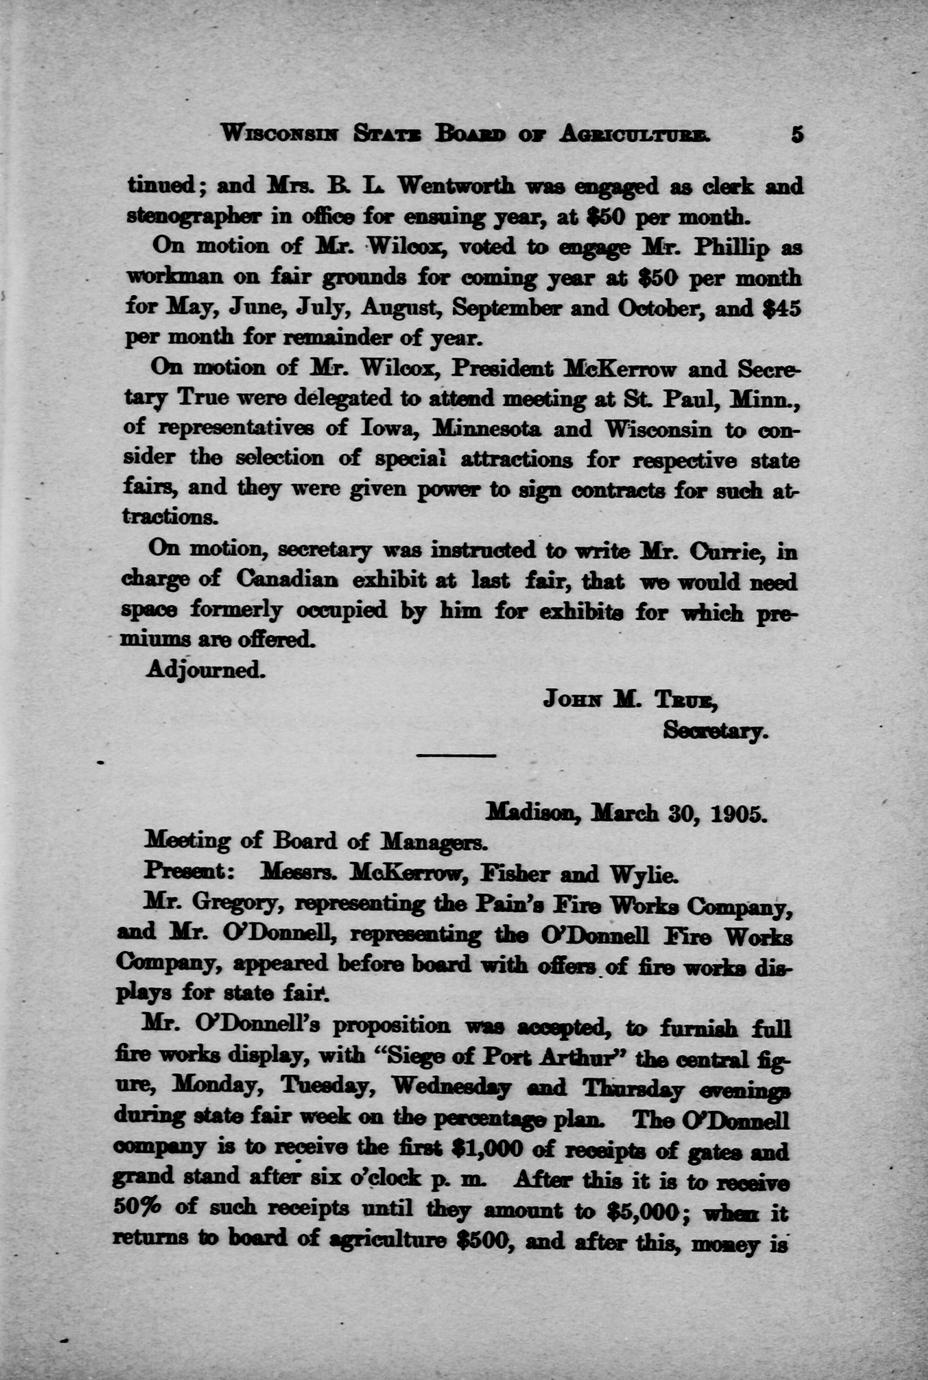 WISCONSIN STATE BOARD OF AGRICULTURE. 5
tinued; and Mrs. B. L. Wentworth was engaged as clerk and
stenographer in office for ensuing year, at $50 per month.
On motion of Mr. Wilcox, voted to engage Mr. Phillip as
workman on fair grounds for coming year at $50 per month
for May, June, July, August, September and October, and $45
per month for remainder of year.
On motion of Mr. Wilcox, President McKerrow and Secre-
tary True were delegated to attend meeting at St. Paul, Minn.,
of representatives of Iowa, Minnesota and Wisconsin to con-
sider the selection of special attractions for respective state
fairs, and they were given power to sign contracts for such at-
tractions.
On motion, secretary was instructed to write Mr. Currie, in
charge of Canadian exhibit at last fair, that we would need
space formerly occupied by him for exhibits for which pre-
miums are offered.
Adjourned.
JOHN M. TRUE,
Secretary.
Madison, March 30, 1905.
Meeting of Board of Managers.
Present: Messrs. McKerrow, Fisher and Wylie.
Mr. Gregory, representing the Pain's Fire Works Company,
and Mr. O'Donnell, representing the O'Donnell Fire Works
Company, appeared before board with offers of fire works dis-
plays for state fair.
Mr. O'Donnell's proposition was accepted, to furnish full
fire works display, with "Siege of Port Arthur" the central fig-
ure, Monday, Tuesday, Wednesday and Thursday evenings
during state fair week on the percentage plan. The O'Donnell
company is to receive the first $1,000 of receipts of gates and
grand stand after six o'clock p. m. After this it is to receive
50% of such receipts until they amount to $5,000; when it
returns to board of agriculture $500, and after this, money is